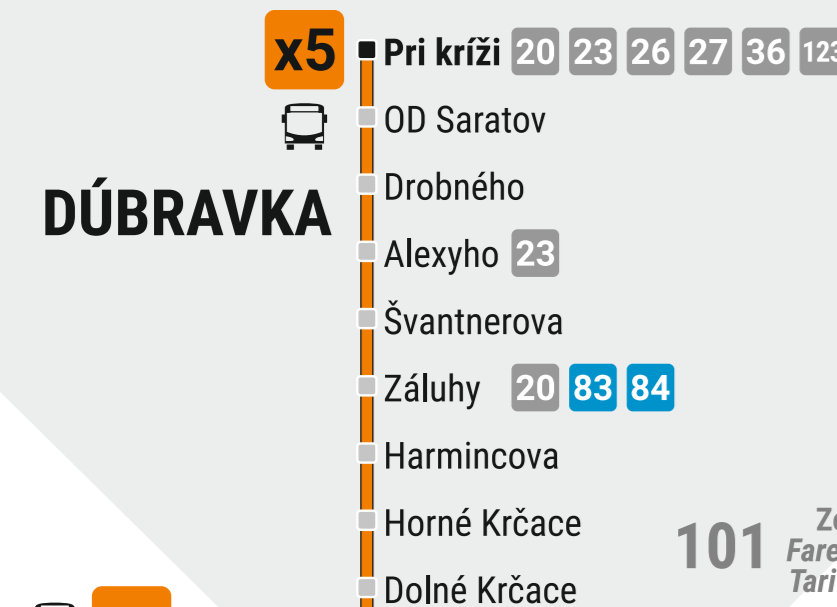 x5 Pri kríži 20 23 26 27 36 123
OD Saratov
Drobného
DÚBRAVKA
Alexyho 23
Švantnerova
Záluhy 20 83 84
Harmincova
Horné Krčace
101
Dolné Krčace